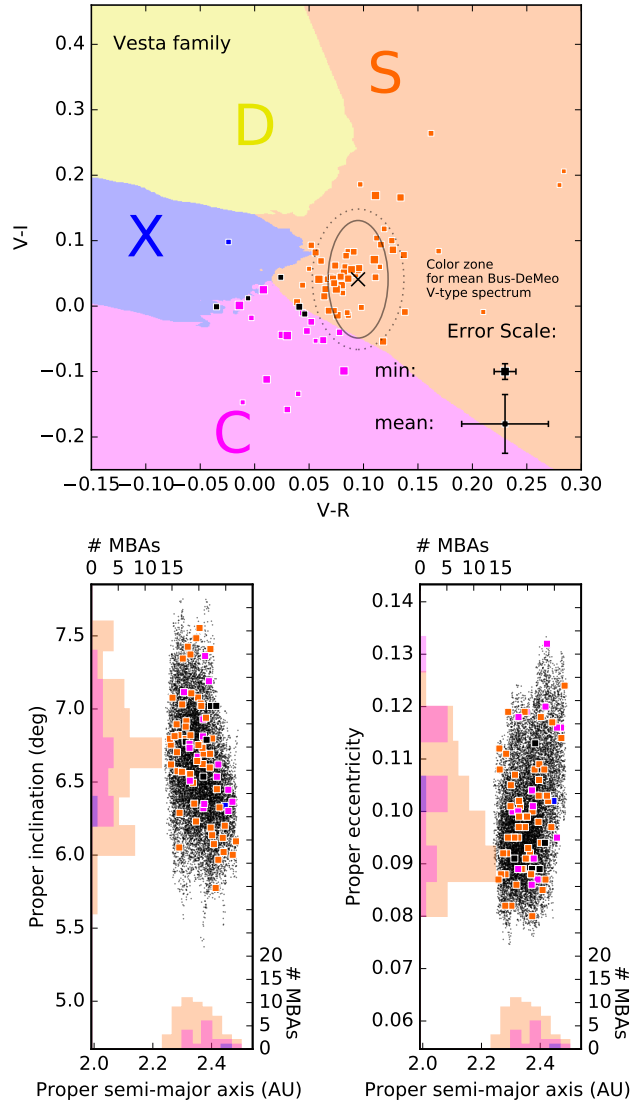 Vesta family
S
D
X
C
Color zone
for mean Bus-DeMeo
V-type spectrum
Error Scale:
min:
mean:
0.4
0.3
0.2
0.1
0.0
−0.1
−0.2
V-I
−0.15 −0.10 −0.05 0.00 0.05 0.10 0.15 0.20 0.25 0.30
V-R
# MBAs
0 5 10 15
7.5
7.0
6.5
6.0
5.5
5.0
Proper inclination (deg)
20
15
10
5
0
# MBAs
2.0 2.2 2.4
Proper semi-major axis (AU)
# MBAs
0 5 10 15
0.14
0.13
0.12
0.11
0.10
0.09
0.08
0.07
0.06
Proper eccentricity
20
15
10
5
0
# MBAs
2.0 2.2 2.4
Proper semi-major axis (AU)